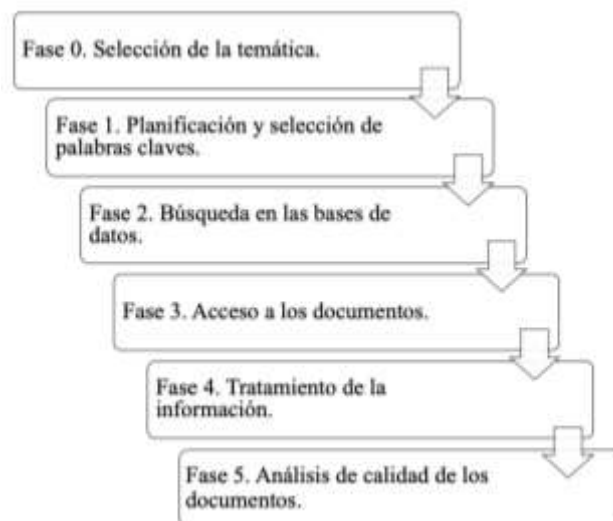 Fase 0. Selección de la temática.
Fase 1. Planificación y selección de
palabras claves.
Fase 2. Búsqueda en las bases de
datos.
Fase 3. Acceso a los documentos.
Fase 4. Tratamiento de la
información.
Fase 5. Análisis de calidad de los
documentos.